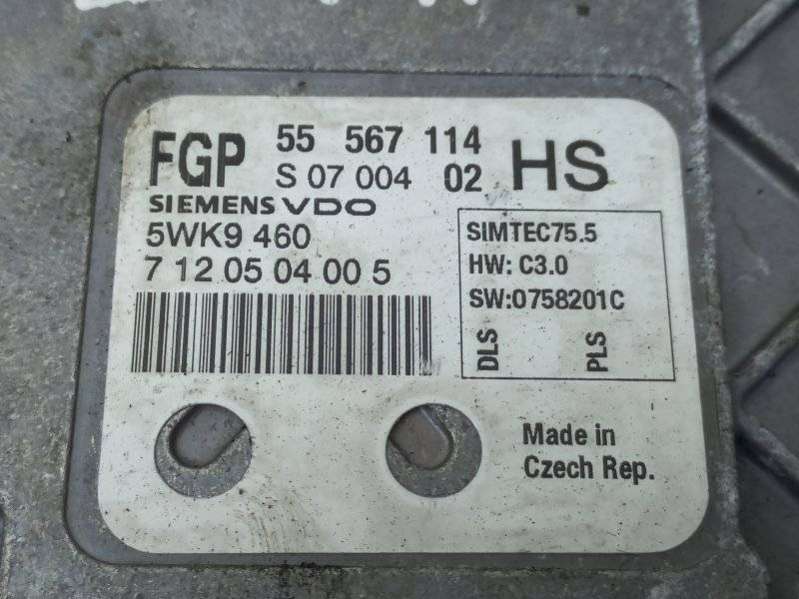 FGP 55 567 114 HS
S 07 004 02
SIEMENS VDO
5WK9 460
7 12 05 04 00 5
SIMTEC75.5
HW: C3.0
SW:0758201C
DLS PLS
Made in
Czech Rep.